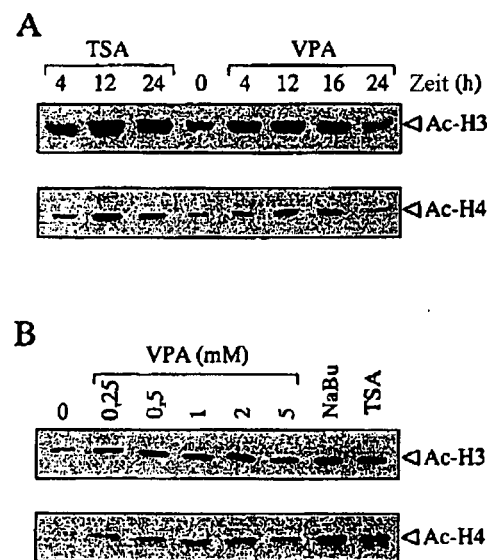 A
TSA VPA
4 12 24 0 4 12 16 24 Zeit (h)
Ac-H3
Ac-H4
B
VPA (mM)
0 0,25 0,5 1 2 5 NaBu TSA
Ac-H3
Ac-H4